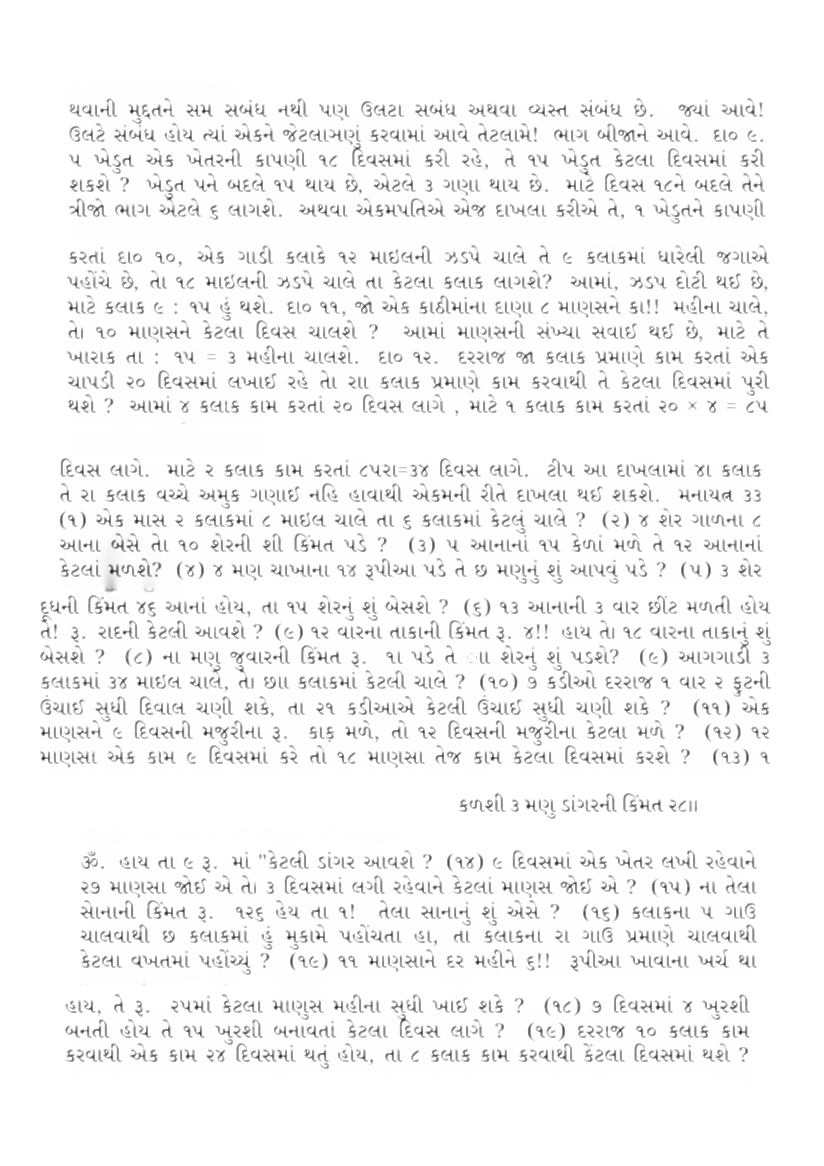 થવાની મુદ્દતને સમ સબંધ નથી પણ ઉલટા સબંધ અથવા વ્યસ્ત સંબંધ છે. જ્યાં આવે!
ઉલટે સંબંધ હોય ત્યાં એકને જેટલાઝણું કરવામાં આવે તેટલામે! ભાગ બીજાને આવે. દા૦ ૯.
૫ ખેડુત એક ખેતરની કાપણી ૧૮ દિવસમાં કરી રહે, તે ૧૫ ખેડુત કેટલા દિવસમાં કરી
શકશે ? ખેડુત ૫ને બદલે ૧૫ થાય છે, એટલે ૩ ગણા થાય છે. માટે દિવસ ૧૮ને બદલે તેને
ત્રીજો ભાગ એટલે ૬ લાગશે. અથવા એકમપતિએ એજ દાખલા કરીએ તે, ૧ ખેડુતને કાપણી
કરતાં દા૦ ૧૦, એક ગાડી કલાકે ૧૨ માઇલની ઝડપે ચાલે તે ૯ કલાકમાં ધારેલી જગાએ
પહોંચે છે, તેા ૧૮ માઇલની ઝડપે ચાલે તા કેટલા કલાક લાગશે? આમાં, ઝડપ દોટી થઈ છે,
માટે કલાક ૯ : ૧૫ હું થશે. દા૦ ૧૧, જો એક કાઠીમાંના દાણા ૮ માણસને કા!! મહીના ચાલે,
તેા ૧૦ માણસને કેટલા દિવસ ચાલશે ? આમાં માણસની સંખ્યા સવાઈ થઈ છે, માટે તે
ખારાક તા : ૧૫ = ૩ મહીના ચાલશે. દા૦ ૧૨. દરરાજ જા કલાક પ્રમાણે કામ કરતાં એક
ચાપડી ૨૦ દિવસમાં લખાઈ રહે તેા રાા કલાક પ્રમાણે કામ કરવાથી તે કેટલા દિવસમાં પુરી
થશે ? આમાં ૪ કલાક કામ કરતાં ૨૦ દિવસ લાગે , માટે ૧ કલાક કામ કરતાં ૨૦ × ૪ = ૮૫
દિવસ લાગે. માટે ૨ કલાક કામ કરતાં ૮૫રા=૩૪ દિવસ લાગે. ટીપ આ દાખલામાં ૪ા કલાક
તે રા કલાક વચ્ચે અમુક ગણાઈ નહિ હાવાથી એકમની રીતે દાખલા થઈ શકશે. મનાયત્ન ૩૩
(૧) એક માસ ૨ કલાકમાં ૮ માઇલ ચાલે તા ૬ કલાકમાં કેટલું ચાલે ? (૨) ૪ શેર ગાળના ૮
આના બેસે તેા ૧૦ શેરની શી કિંમત પડે ? (૩) ૫ આનાનાં ૧૫ કેળાં મળે તે ૧૨ આનાનાં
કેટલાં મળશે? (૪) ૪ મણ ચાખાના ૧૪ રૂપીઆ પડે તે છ મણુનું શું આપવું પડે ? (૫) ૩ શેર
દૂધની કિંમત ૪૬ આનાં હોય, તા ૧૫ શેરનું શું બેસશે ? (૬) ૧૩ આનાની ૩ વાર છીંટ મળતી હોય
તે! રૂ. રાદની કેટલી આવશે ? (૯) ૧૨ વારના તાકાની કિંમત રૂ. ૪!! હાય તેા ૧૮ વારના તાકાનું શું
બેસશે ? (૮) ના મણુ જુવારની કિંમત રૂ. ૧ા પડે તે ાા શેરનું શું પડશે? (૯) આગગાડી ૩
કલાકમાં ૩૪ માઇલ ચાલે, તેા છાા કલાકમાં કેટલી ચાલે ? (૧૦) ૭ કડીઓ દરરાજ ૧ વાર ૨ ફુટની
ઉંચાઈ સુધી દિવાલ ચણી શકે, તા ૨૧ કડીઆએ કેટલી ઉંચાઈ સુધી ચણી શકે ? (૧૧) એક
માણસને ૯ દિવસની મજુરીના રૂ. કાફ મળે, તો ૧૨ દિવસની મજુરીના કેટલા મળે ? (૧૨) ૧૨
માણસા એક કામ ૯ દિવસમાં કરે તો ૧૮ માણસા તેજ કામ કેટલા દિવસમાં કરશે ? (૧૩) ૧
કળશી ૩ મણુ ડાંગરની કિંમત ૨૮ાા
ૐ. હાય તા ૯ રૂ. માં "કેટલી ડાંગર આવશે ? (૧૪) ૯ દિવસમાં એક ખેતર લખી રહેવાને
૨૭ માણસા જોઈ એ તેા ૩ દિવસમાં લગી રહેવાને કેટલાં માણસ જોઈ એ ? (૧૫) ના તેલા
સેાનાની કિંમત રૂ. ૧૨૬ હેય તા ૧! તેલા સાનાનું શું એસે ? (૧૬) કલાકના ૫ ગાઉ
ચાલવાથી છ કલાકમાં હું મુકામે પહોંચતા હા, તા કલાકના રા ગાઉ પ્રમાણે ચાલવાથી
કેટલા વખતમાં પહોંચ્યું ? (૧૯) ૧૧ માણસાને દર મહીને ૬!! રૂપીઆ ખાવાના ખર્ચ થા
હાય, તે રૂ. ૨૫માં કેટલા માણુસ મહીના સુધી ખાઈ શકે ? (૧૮) ૭ દિવસમાં ૪ ખુરશી
બનતી હોય તે ૧૫ ખુરશી બનાવતાં કેટલા દિવસ લાગે ? (૧૯) દરરાજ ૧૦ કલાક કામ
કરવાથી એક કામ ૨૪ દિવસમાં થતું હોય, તા ૮ કલાક કામ કરવાથી કેંટલા દિવસમાં થશે ?